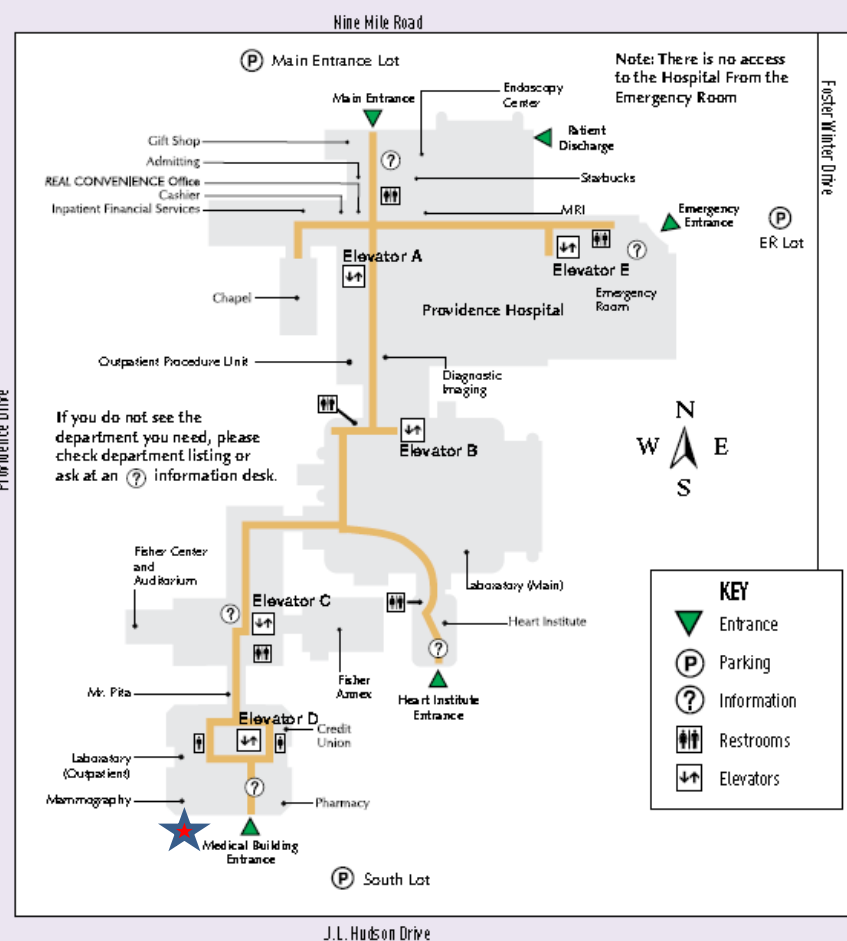 Nine Mile Road
P Main Entrance Lot
Note: There is no access
to the Hospital From the
Emergency Room
Foster Winter Drive
Main Entrance
Endoscopy
Center
Gift Shop
?
Patient
Discharge
Admitting
Starbucks
REAL CONVENIENCE Office
Cashier
Inpatient Financial Services
MRI
Emergency
Entrance
P
ER Lot
?
Elevator A
Elevator E
Chapel
Emergency
Room
Providence Hospital
Outpatient Procedure Unit
Diagnostic
Imaging
Providence Drive
If you do not see the
department you need, please
check department listing or
ask at an ? information desk.
Elevator B
N
W E
S
Fisher Center
and
Auditorium
Laboratory (Main)
Elevator C
?
Heart Institute
?
Fisher
Annex
Heart Institute
Entrance
Mr. Pita
Elevator D
Credit
Union
Laboratory
(Outpatient)
?
Mammography
Pharmacy
Medical Building
Entrance
P South Lot
KEY
Entrance
P Parking
? Information
Restrooms
Elevators
J.L. Hudson Drive